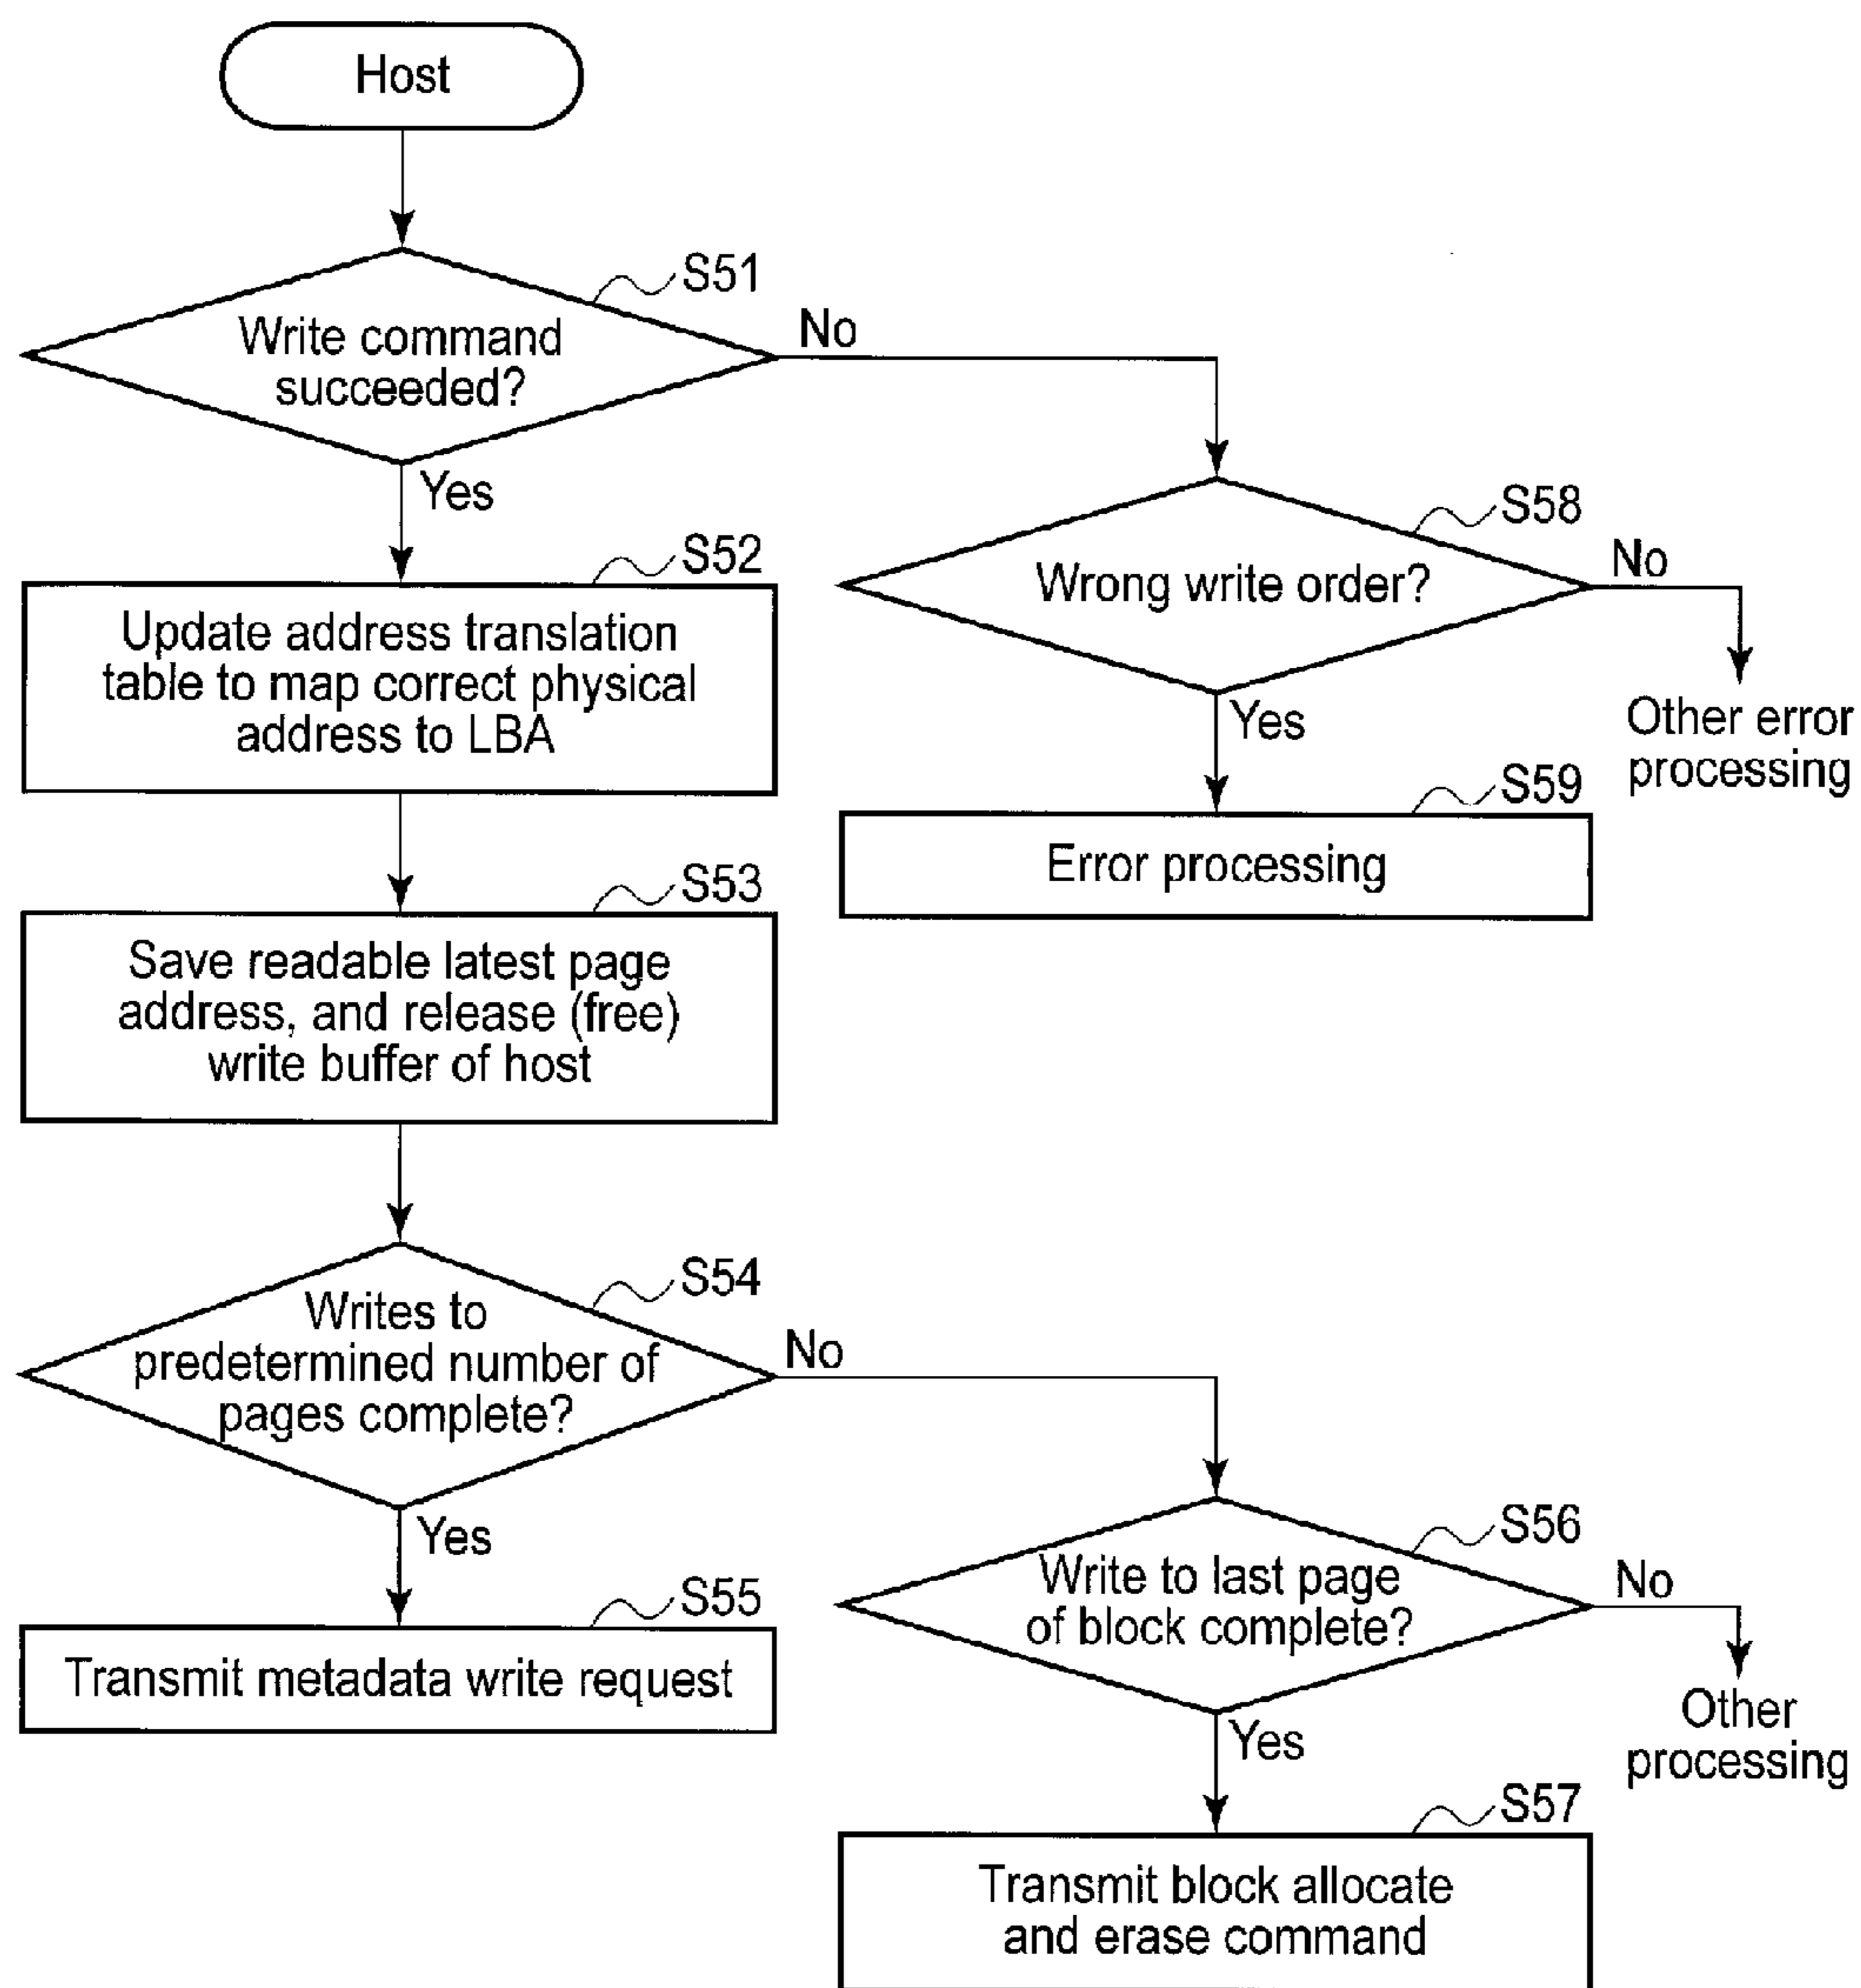 Host
S51
Write command
succeeded?
No
Yes
S58
Wrong write order?
No
Yes
Other error
processing
S52
Update address translation
table to map correct physical
address to LBA
S59
Error processing
S53
Save readable latest page
address, and release (free)
write buffer of host
S54
Writes to
predetermined number of
pages complete?
No
Yes
S56
Write to last page
of block complete?
No
Yes
Other
processing
S55
Transmit metadata write request
S57
Transmit block allocate
and erase command